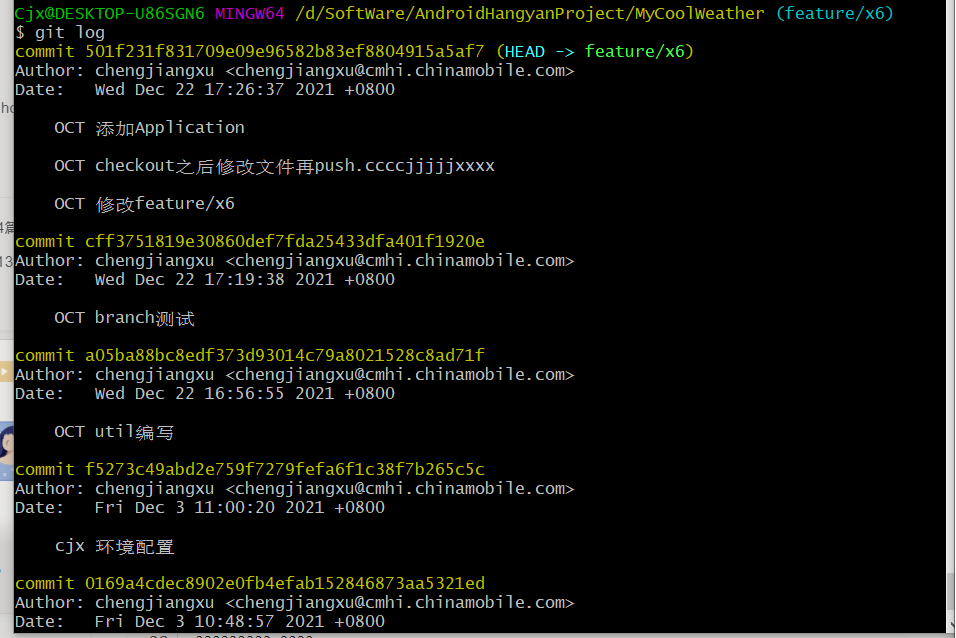 Cjx@DESKTOP-U86SGN6 MINGW64 /d/SoftWare/AndroidHangyanProject/MyCoolWeather (feature/x6)
$ git log
commit 501f231f831709e09e96582b83ef8804915a5af7 (HEAD -> feature/x6)
Author: chengjiangxu <chengjiangxu@cmhi.chinamobile.com>
Date:   Wed Dec 22 17:26:37 2021 +0800
OCT 添加Application
OCT checkout之后修改文件再push.ccccjjjjjxxxx
OCT 修改feature/x6
commit cff3751819e30860def7fda25433dfa401f1920e
Author: chengjiangxu <chengjiangxu@cmhi.chinamobile.com>
Date:   Wed Dec 22 17:19:38 2021 +0800
OCT branch测试
commit a05ba88bc8edf373d93014c79a8021528c8ad71f
Author: chengjiangxu <chengjiangxu@cmhi.chinamobile.com>
Date:   Wed Dec 22 16:56:55 2021 +0800
OCT util编写
commit f5273c49abd2e759f7279fefa6f1c38f7b265c5c
Author: chengjiangxu <chengjiangxu@cmhi.chinamobile.com>
Date:   Fri Dec 3 11:00:20 2021 +0800
cjx 环境配置
commit 0169a4cdec8902e0fb4efab152846873aa5321ed
Author: chengjiangxu <chengjiangxu@cmhi.chinamobile.com>
Date:   Fri Dec 3 10:48:57 2021 +0800